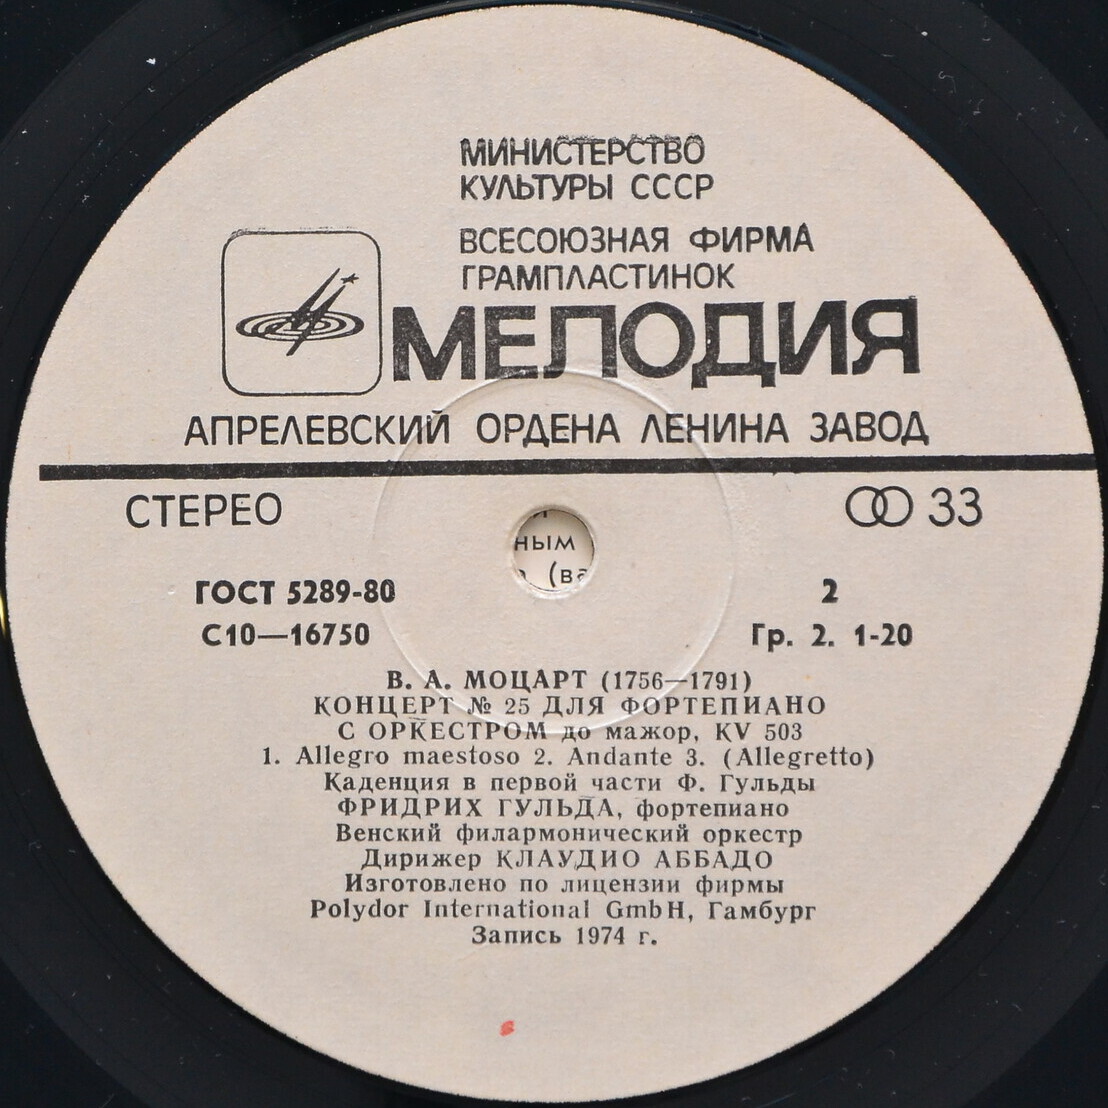 МИНИСТЕРСТВО
КУЛЬТУРЫ СССР
ВСЕСОЮЗНАЯ ФИРМА
ГРАМПЛАСТИНОК
МЕЛОДИЯ
АПРЕЛЕВСКИЙ ОРДЕНА ЛЕНИНА ЗАВОД
СТЕРЕО 33
ным
(ва
ГОСТ 5289-80 2
С10—16750 Гр. 2. 1-20
В. А. МОЦАРТ (1756—1791)
КОНЦЕРТ № 25 ДЛЯ ФОРТЕПИАНО
С ОРКЕСТРОМ до мажор, KV 503
1. Allegro maestoso 2. Andante 3. (Allegretto)
Каденция в первой части Ф. Гульды
ФРИДРИХ ГУЛЬДА, фортепиано
Венский филармонический оркестр
Дирижер КЛАУДИО АББАДО
Изготовлено по лицензии фирмы
Polydor International GmbH, Гамбург
Запись 1974 г.